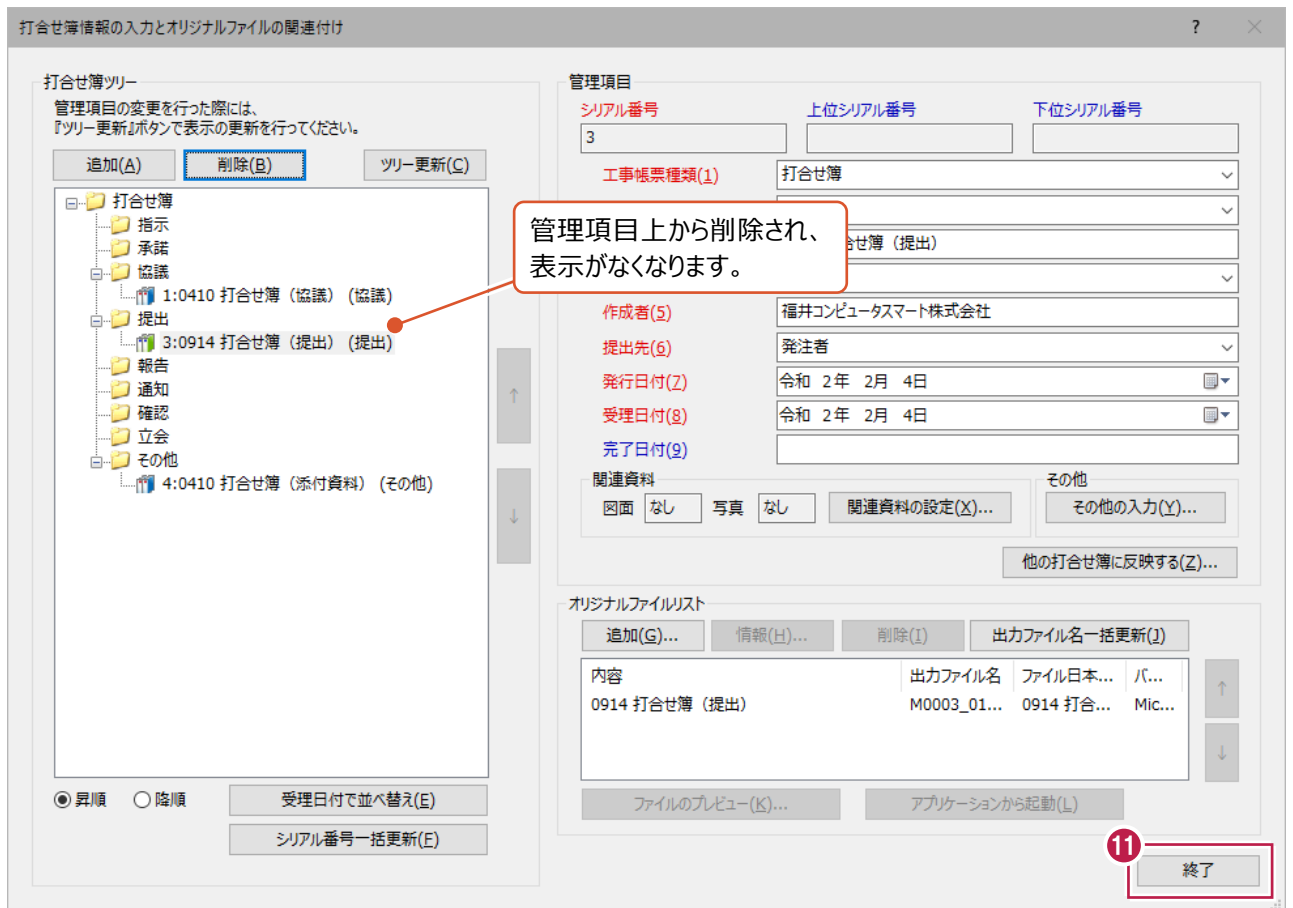 打合せ簿情報の入力とオリジナルファイルの関連付け
?
打合せ簿ツリー
管理項目の変更を行った際には、
『ツリー更新』ボタンで表示の更新を行ってください。
追加(A)
削除(B)
ツリー更新(C)
打合せ簿
指示
承諾
協議
1:0410 打合せ簿（協議） (協議)
提出
3:0914 打合せ簿（提出） (提出)
報告
通知
確認
立会
その他
4:0410 打合せ簿（添付資料） (その他)
↑
↓
昇順
降順
受理日付で並べ替え(E)
シリアル番号一括更新(F)
管理項目上から削除され、
表示がなくなります。
管理項目
シリアル番号
上位シリアル番号
下位シリアル番号
3
工事帳票種類(1)
打合せ簿
合せ簿（提出）
作成者(5)
福井コンピュータスマート株式会社
提出先(6)
発注者
発行日付(7)
令和 2年 2月 4日
受理日付(8)
令和 2年 2月 4日
完了日付(9)
関連資料
図面
なし
写真
なし
関連資料の設定(X)...
その他
その他の入力(Y)...
他の打合せ簿に反映する(Z)...
オリジナルファイルリスト
追加(G)...
情報(H)...
削除(I)
出力ファイル名一括更新(J)
内容
出力ファイル名
ファイル日本...
バ...
0914 打合せ簿（提出）
M0003_01...
0914 打合...
Mic...
↑
↓
ファイルのプレビュー(K)...
アプリケーションから起動(L)
11
終了